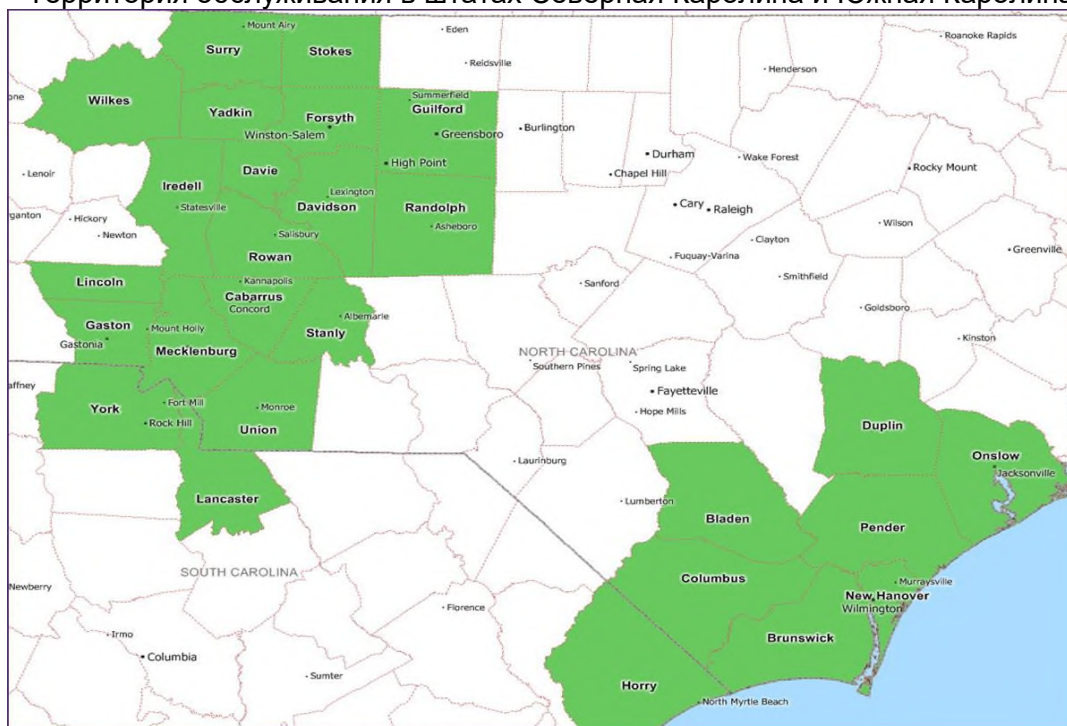 Территория обслуживания в штатах Северная Каролина и Южная Каролина
Mount Airy
Eden
Roanoke Rapids
Surry
Stokes
Reidsville
Henderson
Wilkes
Summerfield
Yadkin
Forsyth
Guilford
Winston-Salem
Greensboro
Burlington
Durham
Wake Forest
High Point
Davie
Chapel Hill
Rocky Mount
Lenoir
Iredell
Lexington
Statesville
Davidson
Randolph
Cary
Raleigh
Hickory
Newton
Asheboro
Wilson
Salisbury
Clayton
Rowan
Fuquay-Varina
Greenville
Lincoln
Kannapolis
Sanford
Smithfield
Cabarrus
Concord
Goldsboro
Gaston
Mount Holly
Albemarle
Stanly
Gastonia
Mecklenburg
Kinston
NORTH CAROLINA
Southern Pines
Spring Lake
Fayetteville
York
Fort Mill
Monroe
Hope Mills
Rock Hill
Union
Duplin
Laurinburg
Onslow
Jacksonville
Lancaster
Lumberton
Bladen
Pender
SOUTH CAROLINA
Columbus
Newberry
Murraysville
New Hanover
Wilmington
Florence
Irmo
Brunswick
Columbia
Sumter
Horry
North Myrtle Beach